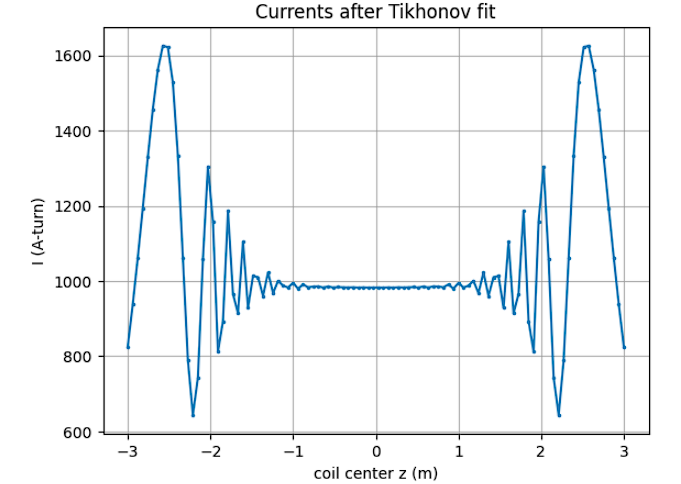 Currents after Tikhonov fit
1600
1400
1200
1000
800
600
I (A-turn)
−3 −2 −1 0 1 2 3
coil center z (m)